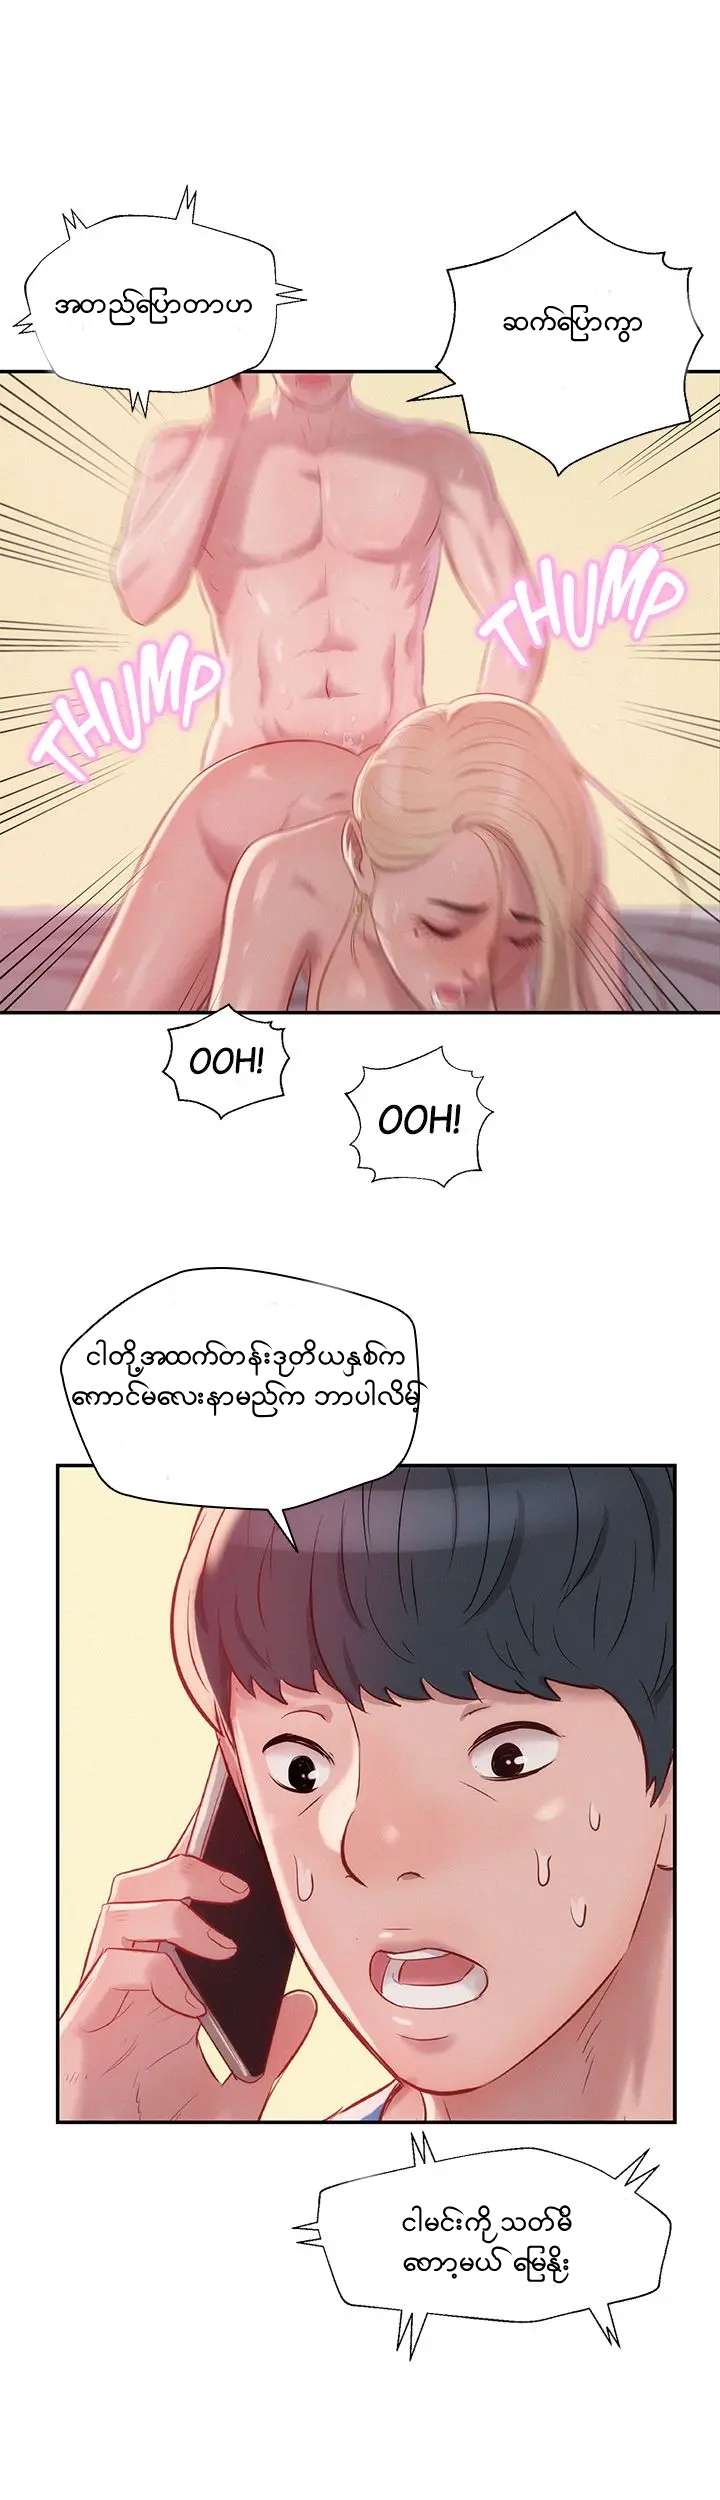 အတည်ပြောတာဟ
ဆက်ပြောကွာ
THUMP
THUMP
OOH!
OOH!
ငါတို့အထက်တန်းဒုတိယနှစ်က
ကောင်မလေးနာမည်က ဘာပါလိမ့်
ငါမင်းကို သတ်မိ
တော့မယ် မြေနိုး